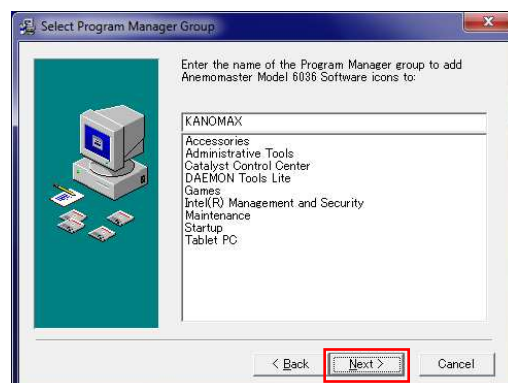 Select Program Manager Group
Enter the name of the Program Manager group to add
Anemomaster Model 6036 Software icons to:
KANOMAX
Accessories
Administrative Tools
Catalyst Control Center
DAEMON Tools Lite
Games
Intel(R) Management and Security
Maintenance
Startup
Tablet PC
< Back
Next >
Cancel